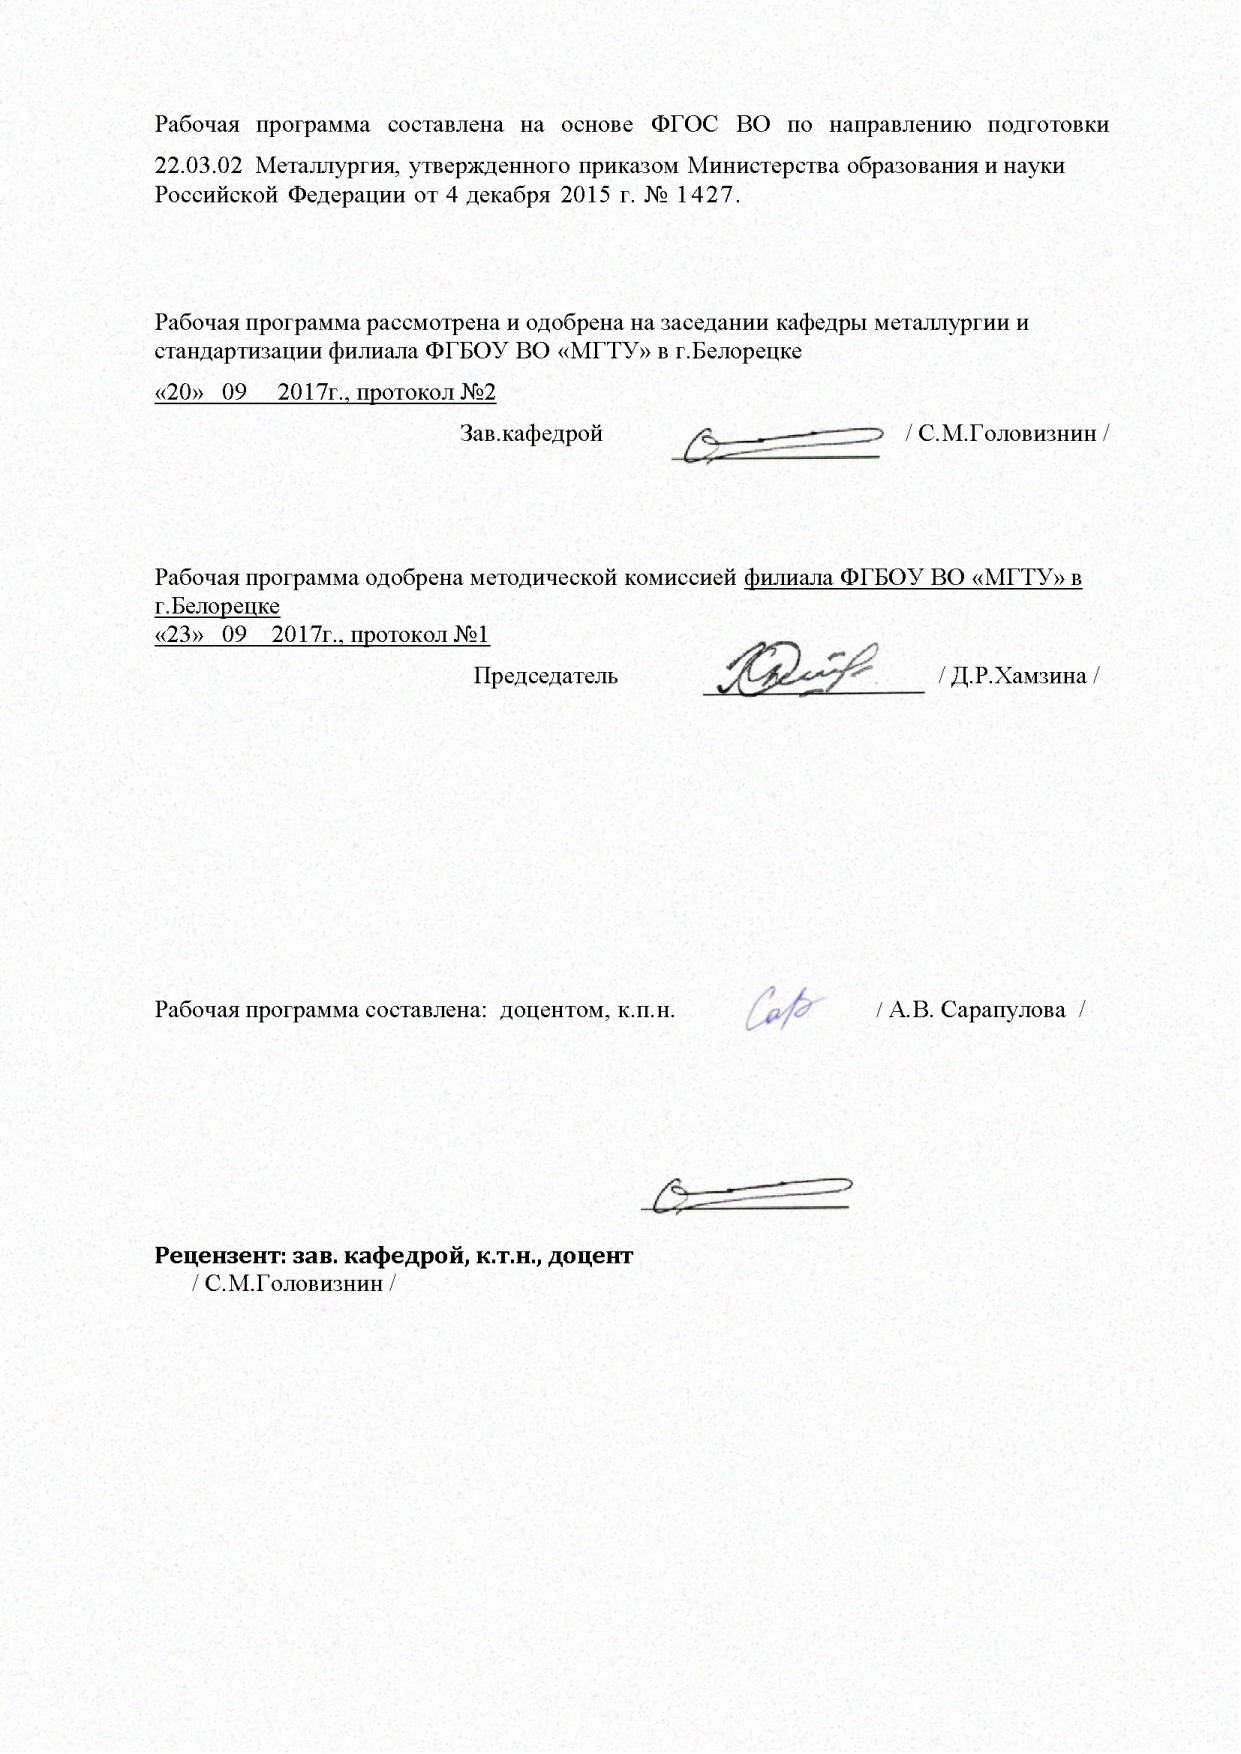 Рабочая программа составлена на основе ФГОС ВО по направлению подготовки
22.03.02 Металлургия, утвержденного приказом Министерства образования и науки
Российской Федерации от 4 декабря 2015 г. № 1427.
Рабочая программа рассмотрена и одобрена на заседании кафедры металлургии и
стандартизации филиала ФГБОУ ВО «МГТУ» в г.Белорецке
«20» 09 2017г., протокол №2
Зав.кафедрой / С.М.Головизнин /
Рабочая программа одобрена методической комиссией филиала ФГБОУ ВО «МГТУ» в
г.Белорецке
«23» 09 2017г., протокол №1
Председатель / Д.Р.Хамзина /
Рабочая программа составлена: доцентом, к.п.н. / А.В. Сарапулова /
Рецензент: зав. кафедрой, к.т.н., доцент
/ С.М.Головизнин /